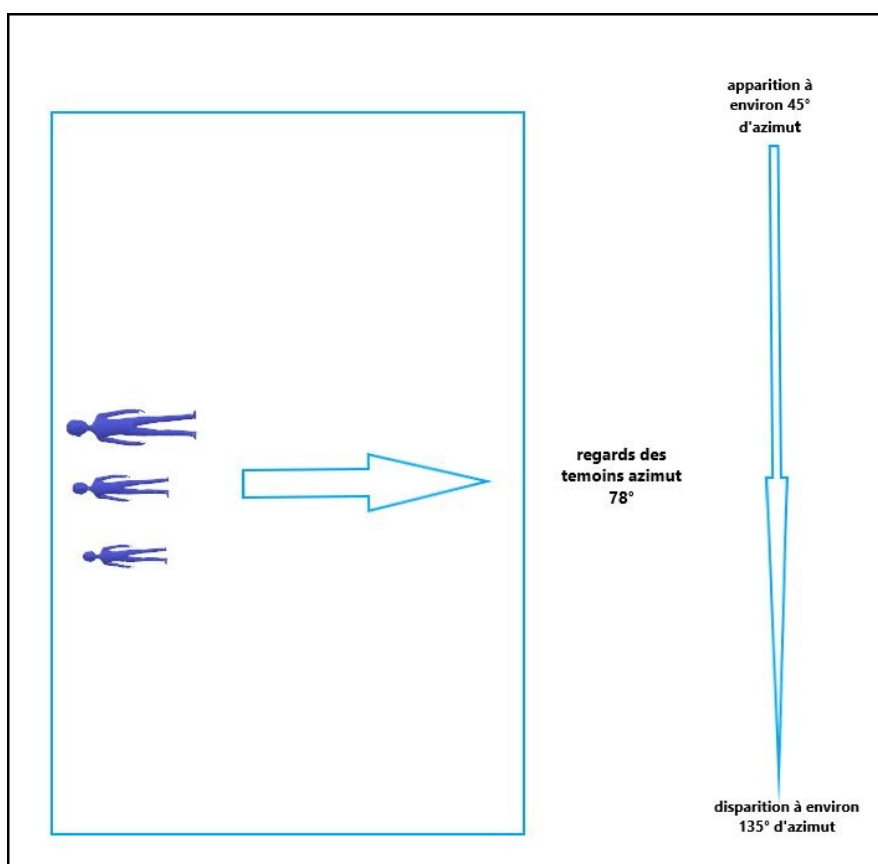 apparition à
environ 45°
d'azimut
regards des
temoins azimut
78°
disparition à environ
135° d'azimut